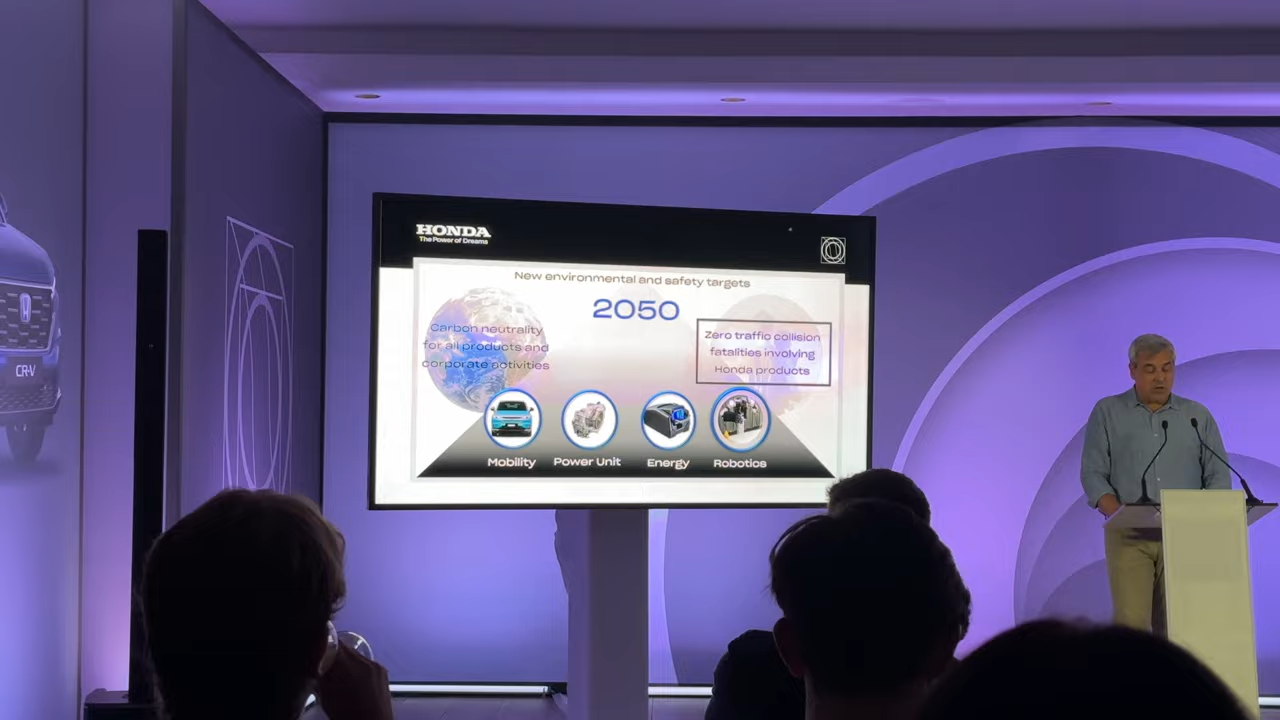 HONDA
The Power of Dreams
New environmental and safety targets
2050
Carbon neutrality
for all products and
corporate activities
Zero traffic collision
fatalities involving
Honda products
Mobility
Power Unit
Energy
Robotics
CR-V